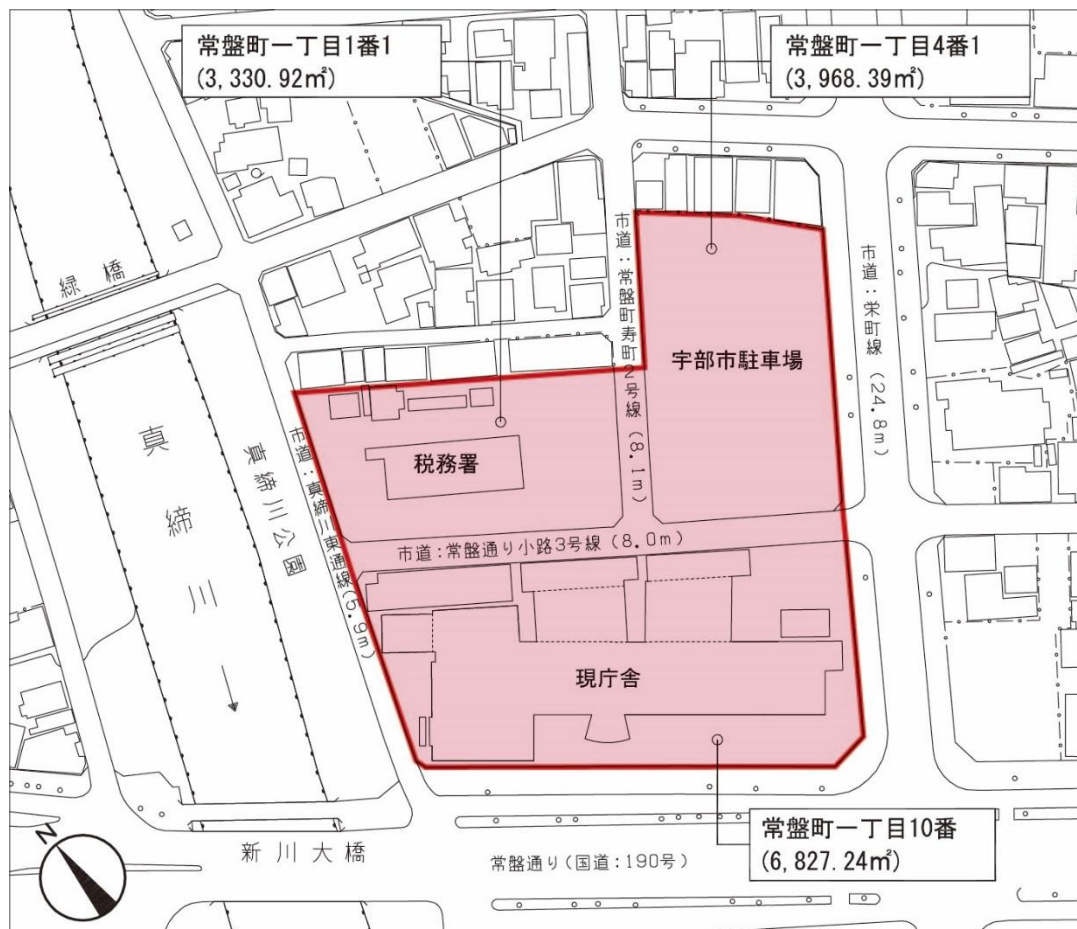 常盤町一丁目1番1
(3,330.92㎡)
常盤町一丁目4番1
(3,968.39㎡)
緑橋
市道：常盤町寿町2号線(8.1m)
市道：栄町線(24.8m)
宇部市駐車場
真締川
真締川公園
市道：真締川東通線(5.9m)
税務署
市道：常盤通り小路3号線(8.0m)
現庁舎
常盤町一丁目10番
(6,827.24㎡)
N
新川大橋
常盤通り(国道：190号)